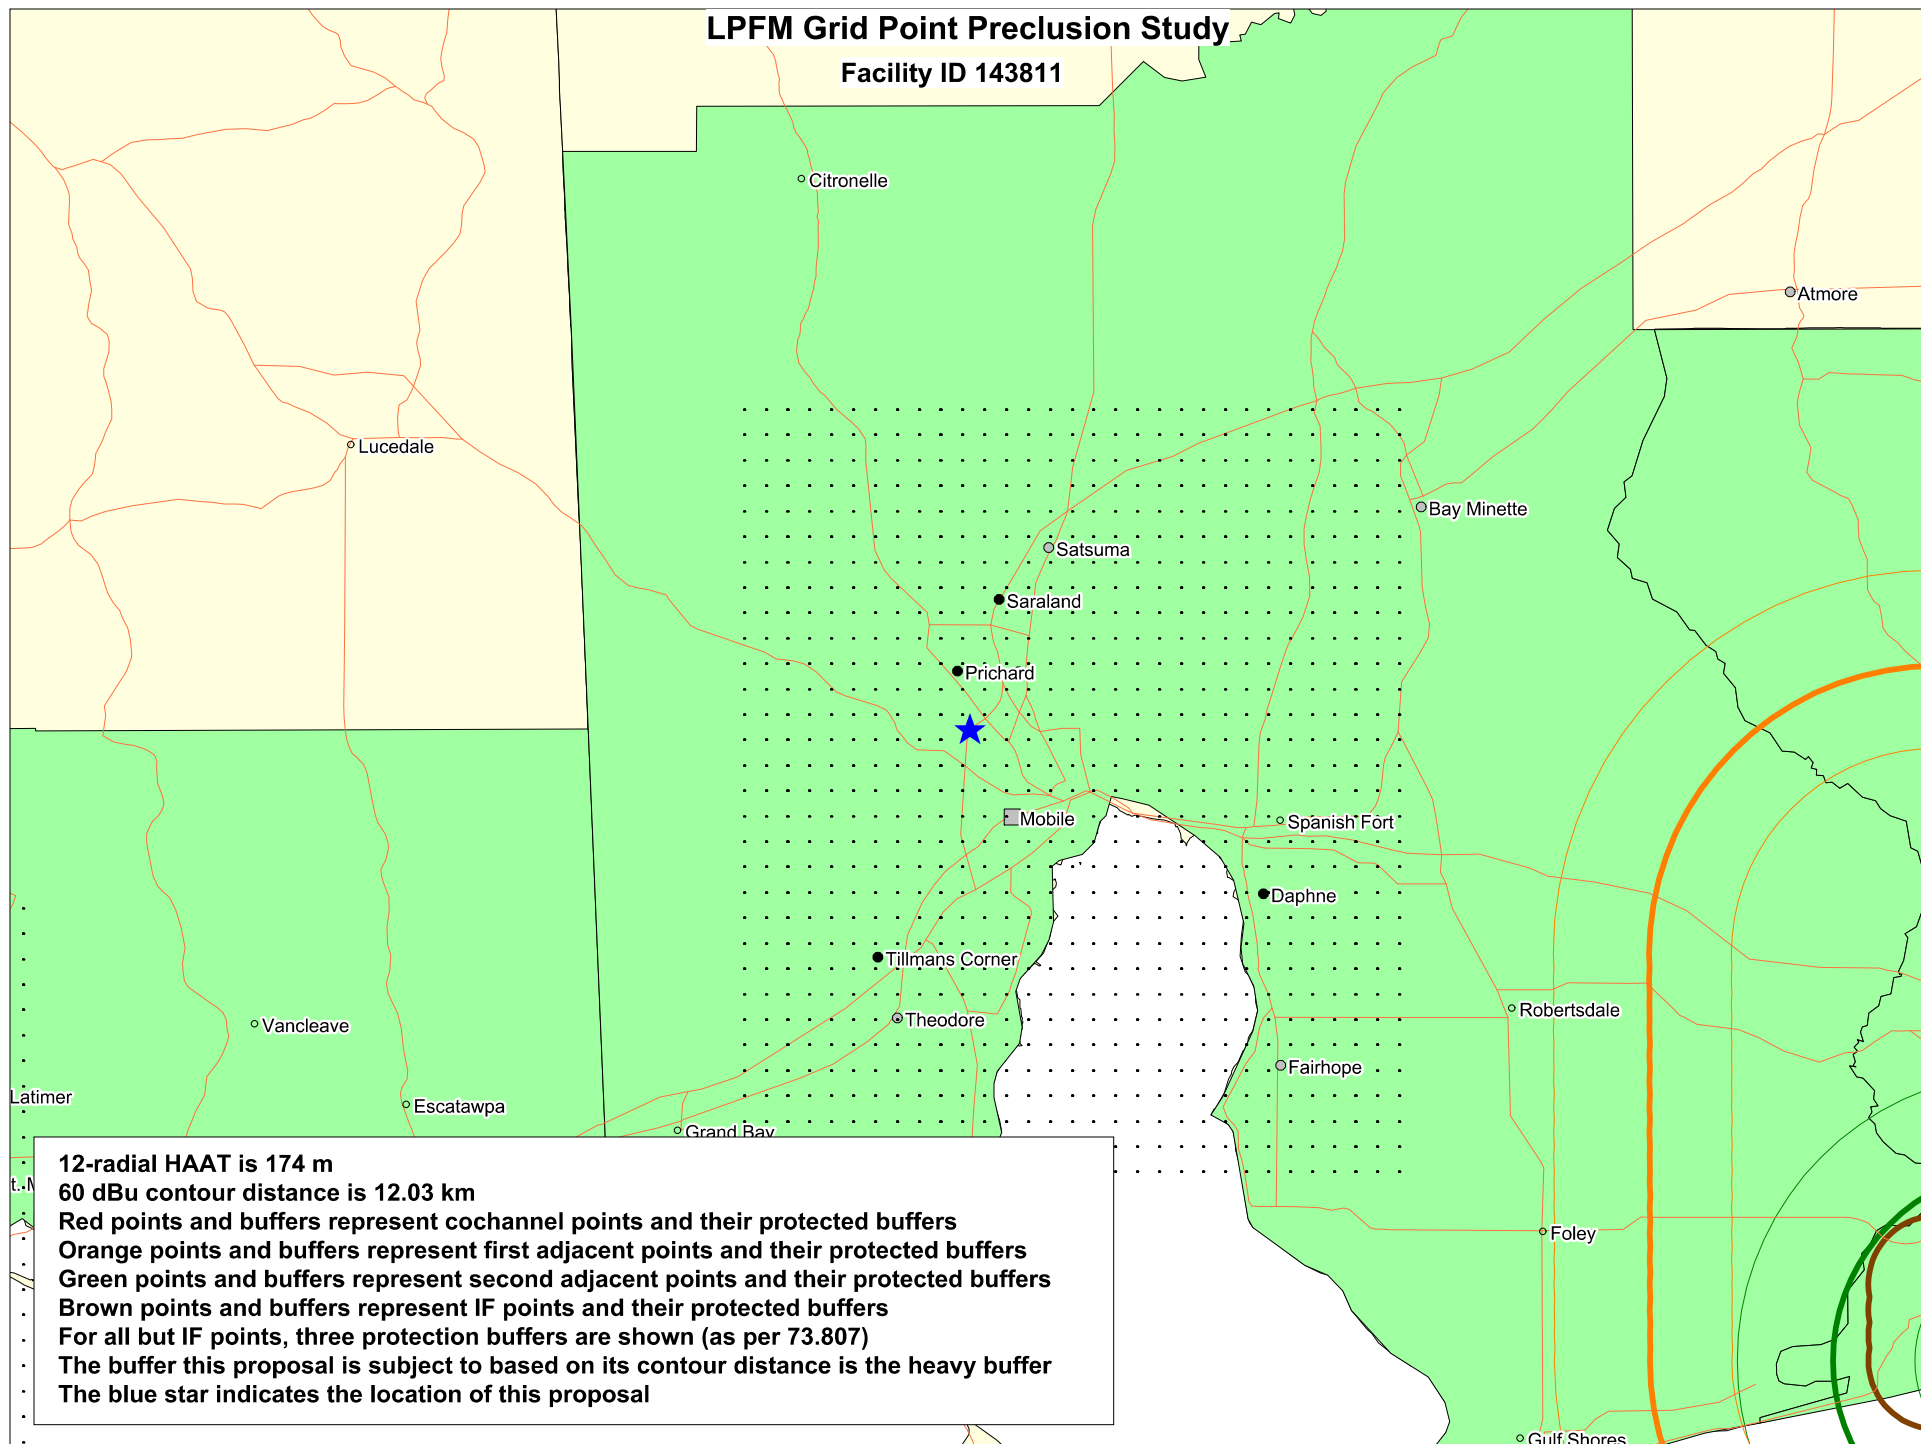 LPFM Grid Point Preclusion Study
Facility ID 143811
Citronelle
Atmore
Lucedale
Bay Minette
Satsuma
Saraland
Prichard
Mobile
Spanish Fort
Daphne
Tillmans Corner
Theodore
Robertsdale
Vancleave
Fairhope
Latimer
Escatawpa
Grand Bay
Foley
Gulf Shores
12-radial HAAT is 174 m
60 dBu contour distance is 12.03 km
Red points and buffers represent cochannel points and their protected buffers
Orange points and buffers represent first adjacent points and their protected buffers
Green points and buffers represent second adjacent points and their protected buffers
Brown points and buffers represent IF points and their protected buffers
For all but IF points, three protection buffers are shown (as per 73.807)
The buffer this proposal is subject to based on its contour distance is the heavy buffer
The blue star indicates the location of this proposal